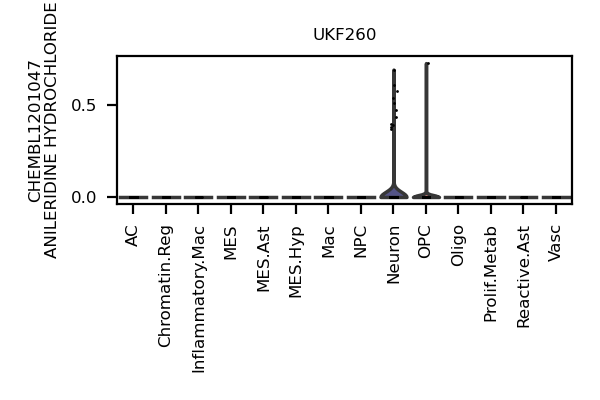 UKF260
CHEMBL1201047
ANILERIDINE HYDROCHLORIDE
0.5
0.0
AC
Chromatin.Reg
Inflammatory.Mac
MES
MES.Ast
MES.Hyp
Mac
NPC
Neuron
OPC
Oligo
Prolif.Metab
Reactive.Ast
Vasc